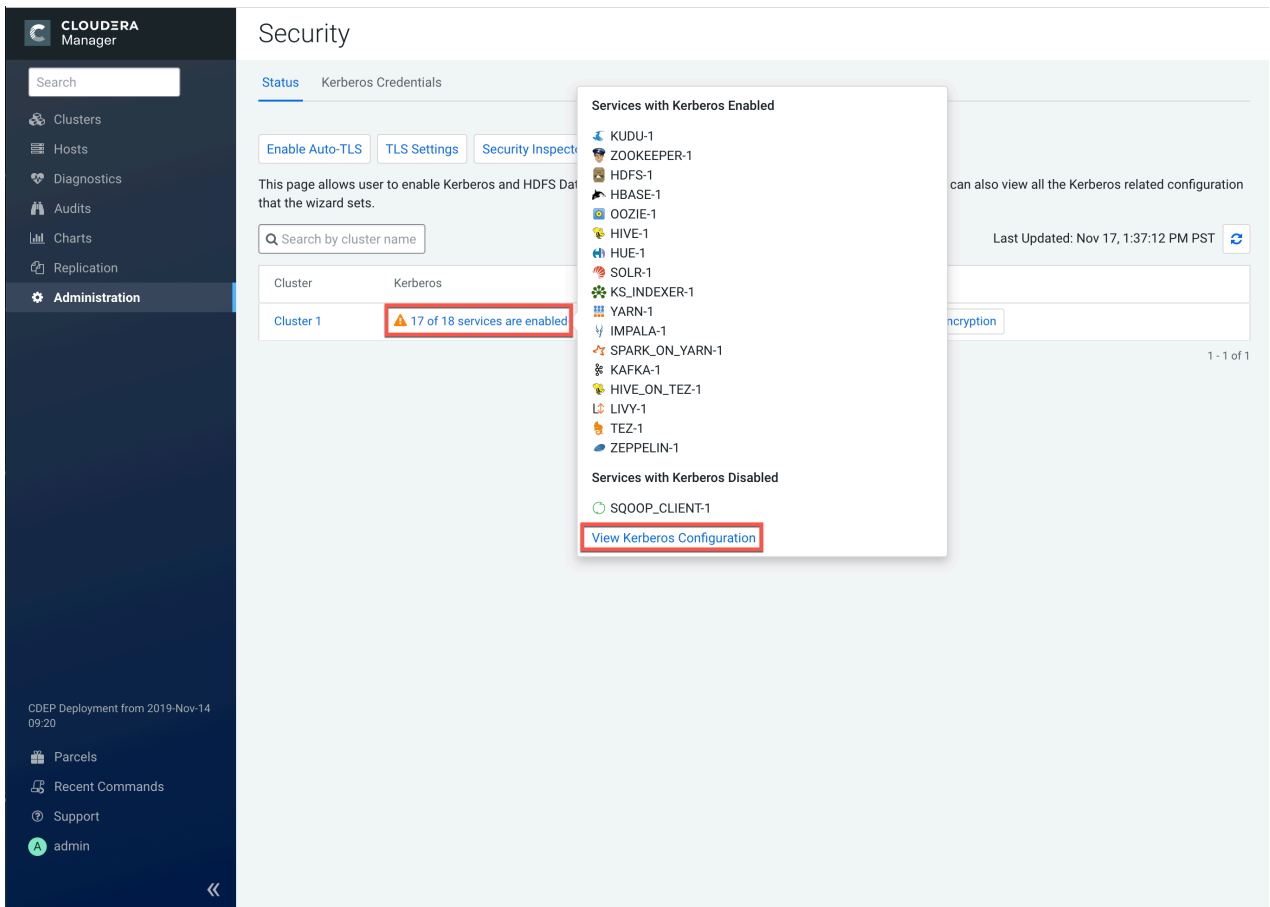 CLOUDERA
Manager
Search
Clusters
Hosts
Diagnostics
Audits
Charts
Replication
Administration
CDEP Deployment from 2019-Nov-14
09:20
Parcels
Recent Commands
Support
A admin
Security
Status Kerberos Credentials
Enable Auto-TLS TLS Settings Security
This page allows user to enable Kerberos and HDFS can also view all the Kerberos related configuration
that the wizard sets.
Search by cluster name
Last Updated: Nov 17, 1:37:12 PM PST
Cluster Kerberos
Cluster 1 17 of 18 services are enabled
1 - 1 of 1
Services with Kerberos Enabled
KUDU-1
ZOOKEEPER-1
HDFS-1
HBASE-1
OOZIE-1
HIVE-1
HUE-1
SOLR-1
KS_INDEXER-1
YARN-1
IMPALA-1
SPARK_ON_YARN-1
KAFKA-1
HIVE_ON_TEZ-1
LIVY-1
TEZ-1
ZEPPELIN-1
Services with Kerberos Disabled
SQOOP_CLIENT-1
View Kerberos Configuration